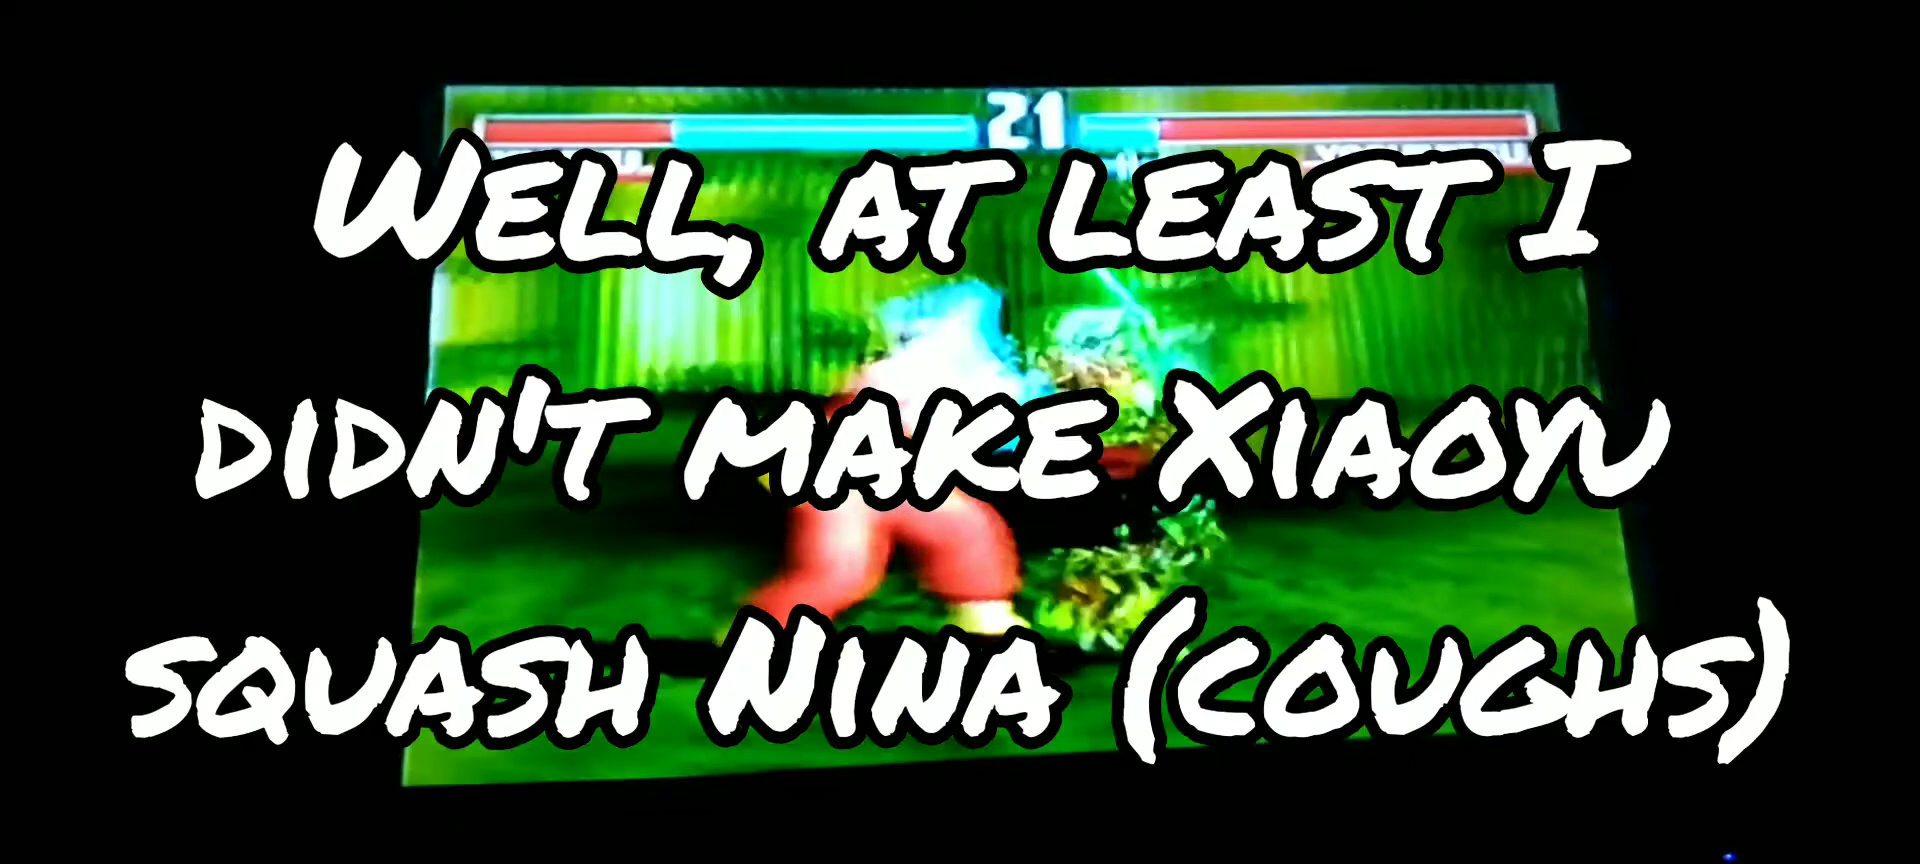 21
Well, at least I
didn't make Xiaoyu
squash Nina (coughs)